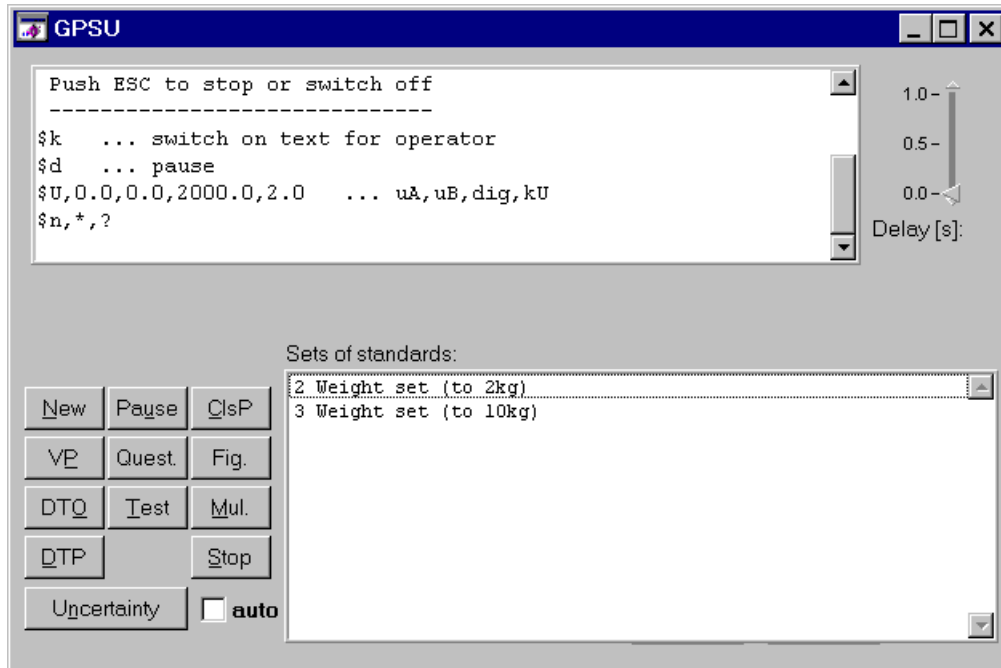 GPSU
Push ESC to stop or switch off
------------------------------
$k ... switch on text for operator
$d ... pause
$U,0.0,0.0,2000.0,2.0 ... uA,uB,dig,kU
$n,*,?
1.0
0.5
0.0
Delay [s]:
Sets of standards:
2 Weight set (to 2kg)
3 Weight set (to 10kg)
New Pause ClsP
VP Quest. Fig.
DTO Test Mul.
DTP Stop
Uncertainty auto